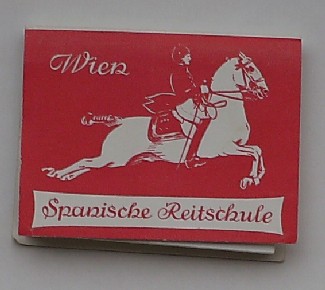 Wien
Spanische Reitschule